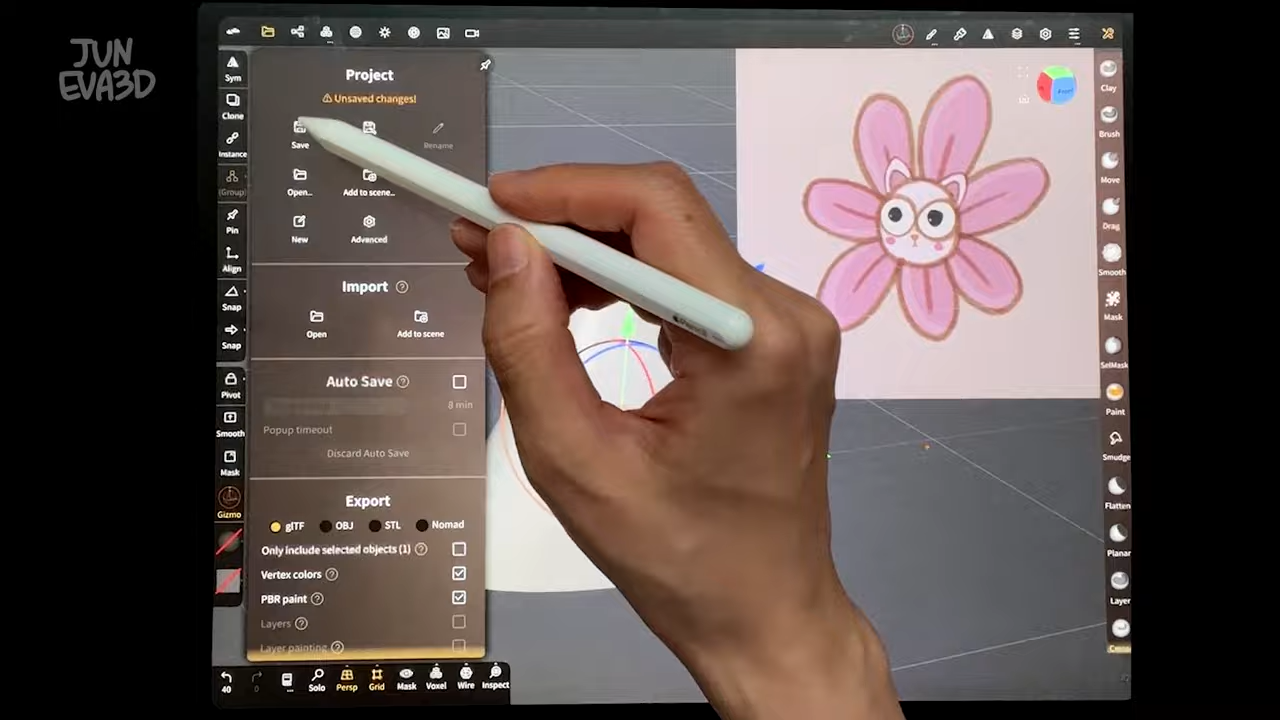 JUN
EVA3D
Sym
Clone
Instance
(Group)
Pin
Align
Snap
Snap
Pivot
Smooth
Mask
Gizmo
Project
Unsaved changes!
Save
Rename
Open...
Add to scene...
New
Advanced
Import
Open
Add to scene
Auto Save
8 min
Popup timeout
Discard Auto Save
Export
glTF OBJ STL Nomad
Only include selected objects (1)
Vertex colors
PBR paint
Layers
Layer painting
40
0
Solo
Persp
Grid
Mask
Voxel
Wire
Inspect
Front
Clay
Brush
Move
Drag
Smooth
Mask
SelMask
Paint
Smudge
Flatten
Planar
Layer